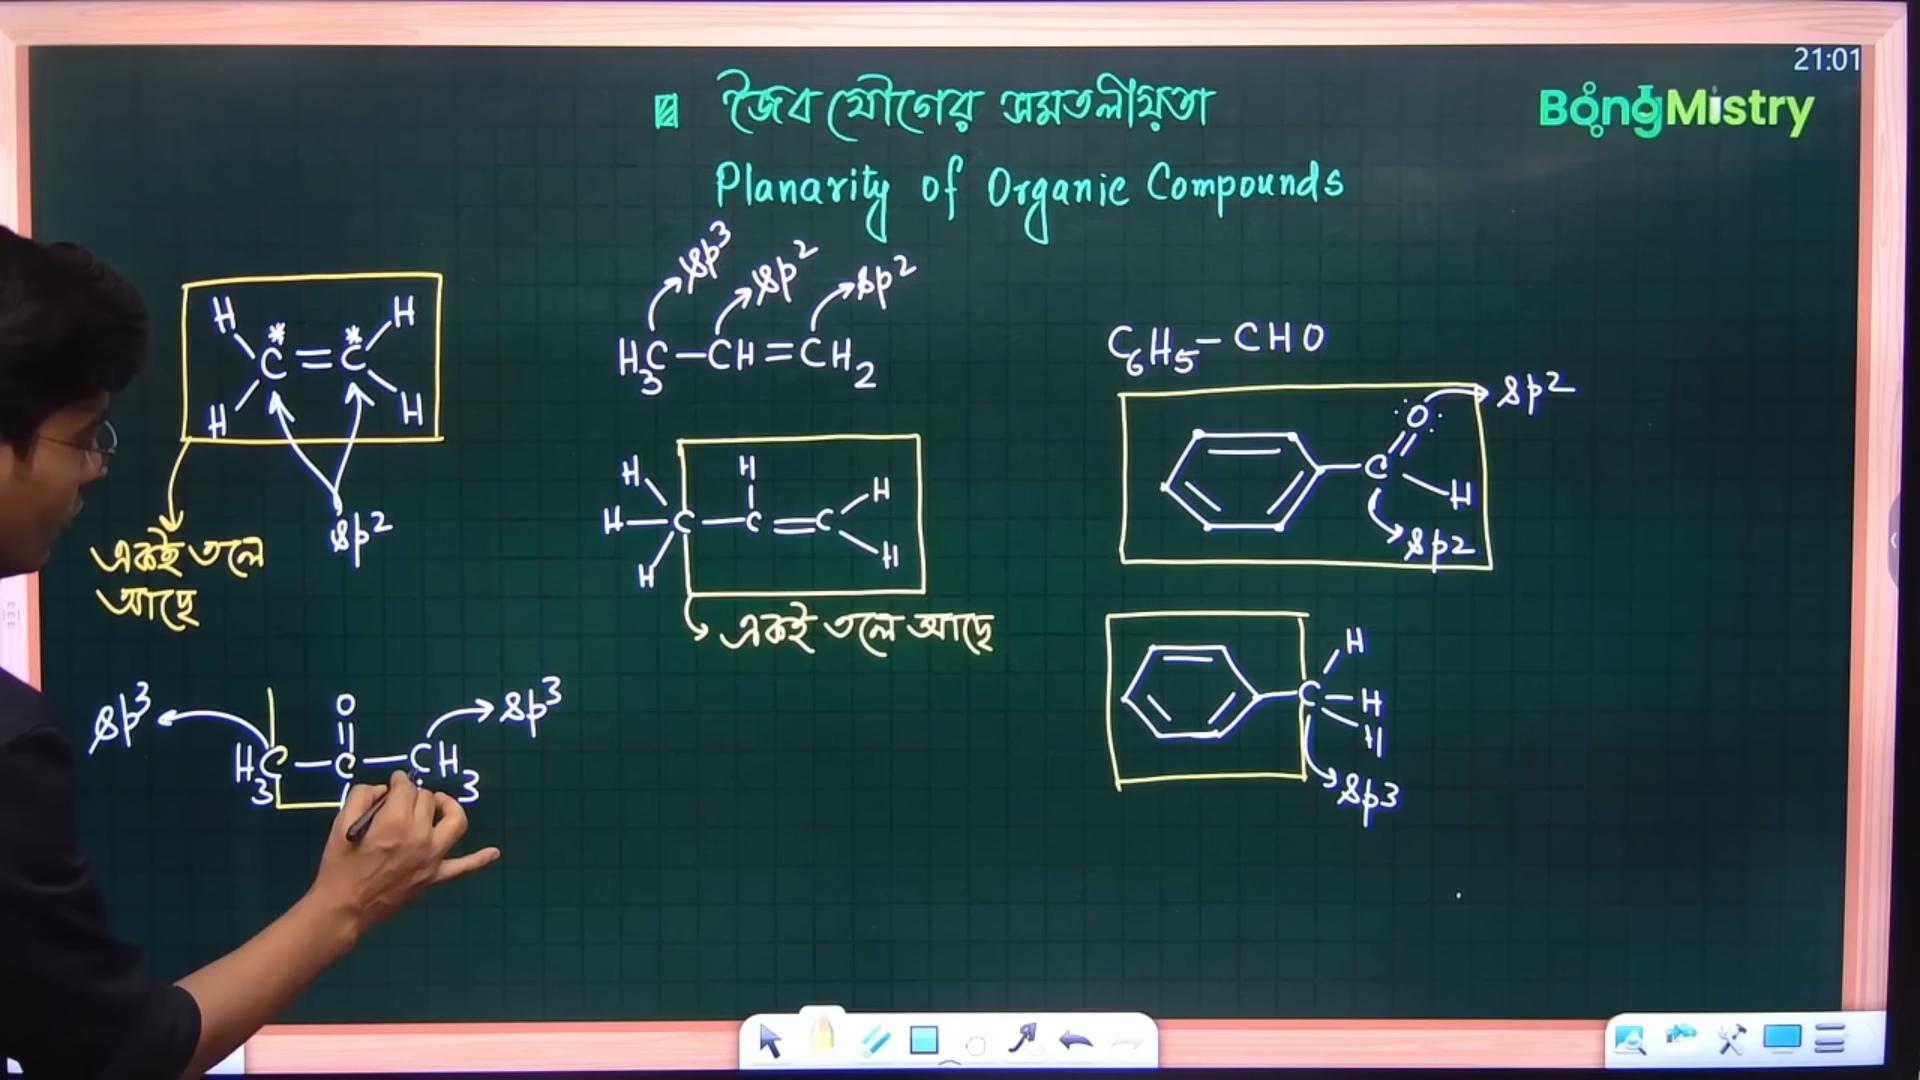 21:01
BongMistry
জৈব যৌগের সমতলীয়তা
Planarity of Organic Compounds
H H
C* = C*
H H
sp2
একই তলে
আছে
sp3 sp2 sp2
H3C-CH=CH2
H H H
H-C-C=C
H H
একই তলে আছে
C6H5-CHO
O sp2
C H
sp2
H
C-H
H
sp3
sp3 O sp3
H3C-C-CH3